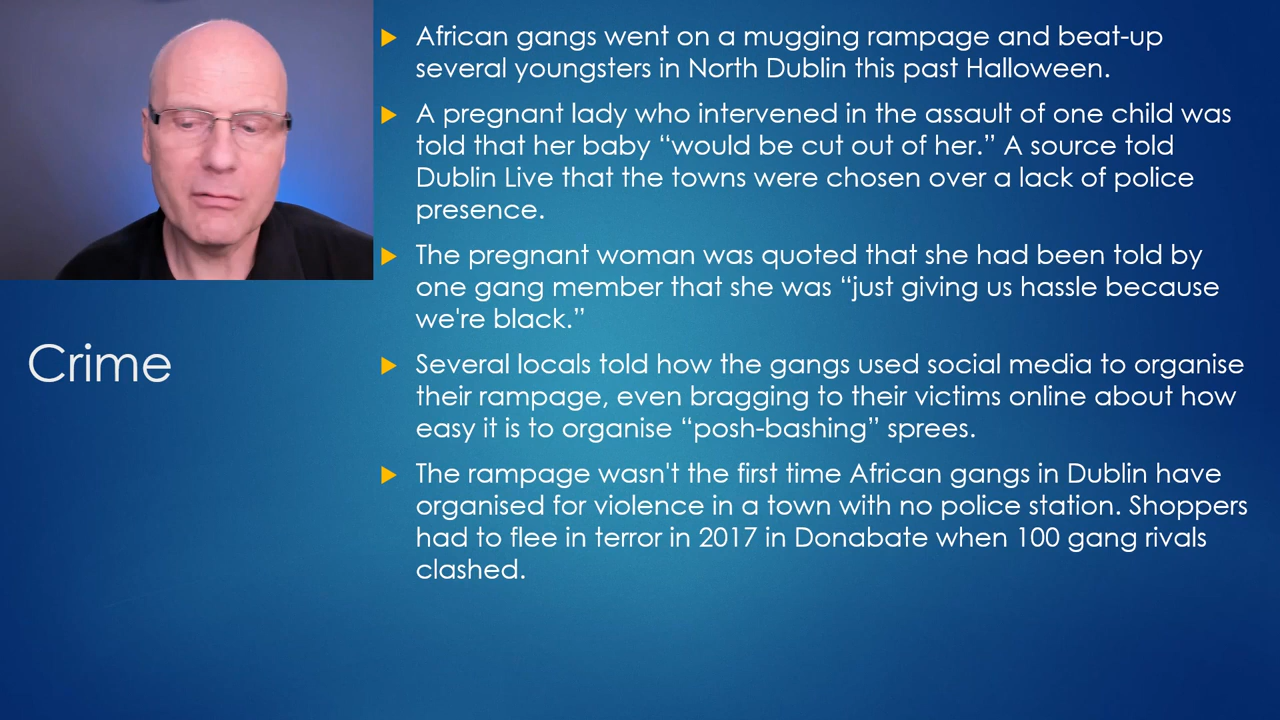 Crime
African gangs went on a mugging rampage and beat-up
several youngsters in North Dublin this past Halloween.
A pregnant lady who intervened in the assault of one child was
told that her baby “would be cut out of her.” A source told
Dublin Live that the towns were chosen over a lack of police
presence.
The pregnant woman was quoted that she had been told by
one gang member that she was “just giving us hassle because
we're black.”
Several locals told how the gangs used social media to organise
their rampage, even bragging to their victims online about how
easy it is to organise “posh-bashing” sprees.
The rampage wasn't the first time African gangs in Dublin have
organised for violence in a town with no police station. Shoppers
had to flee in terror in 2017 in Donabate when 100 gang rivals
clashed.